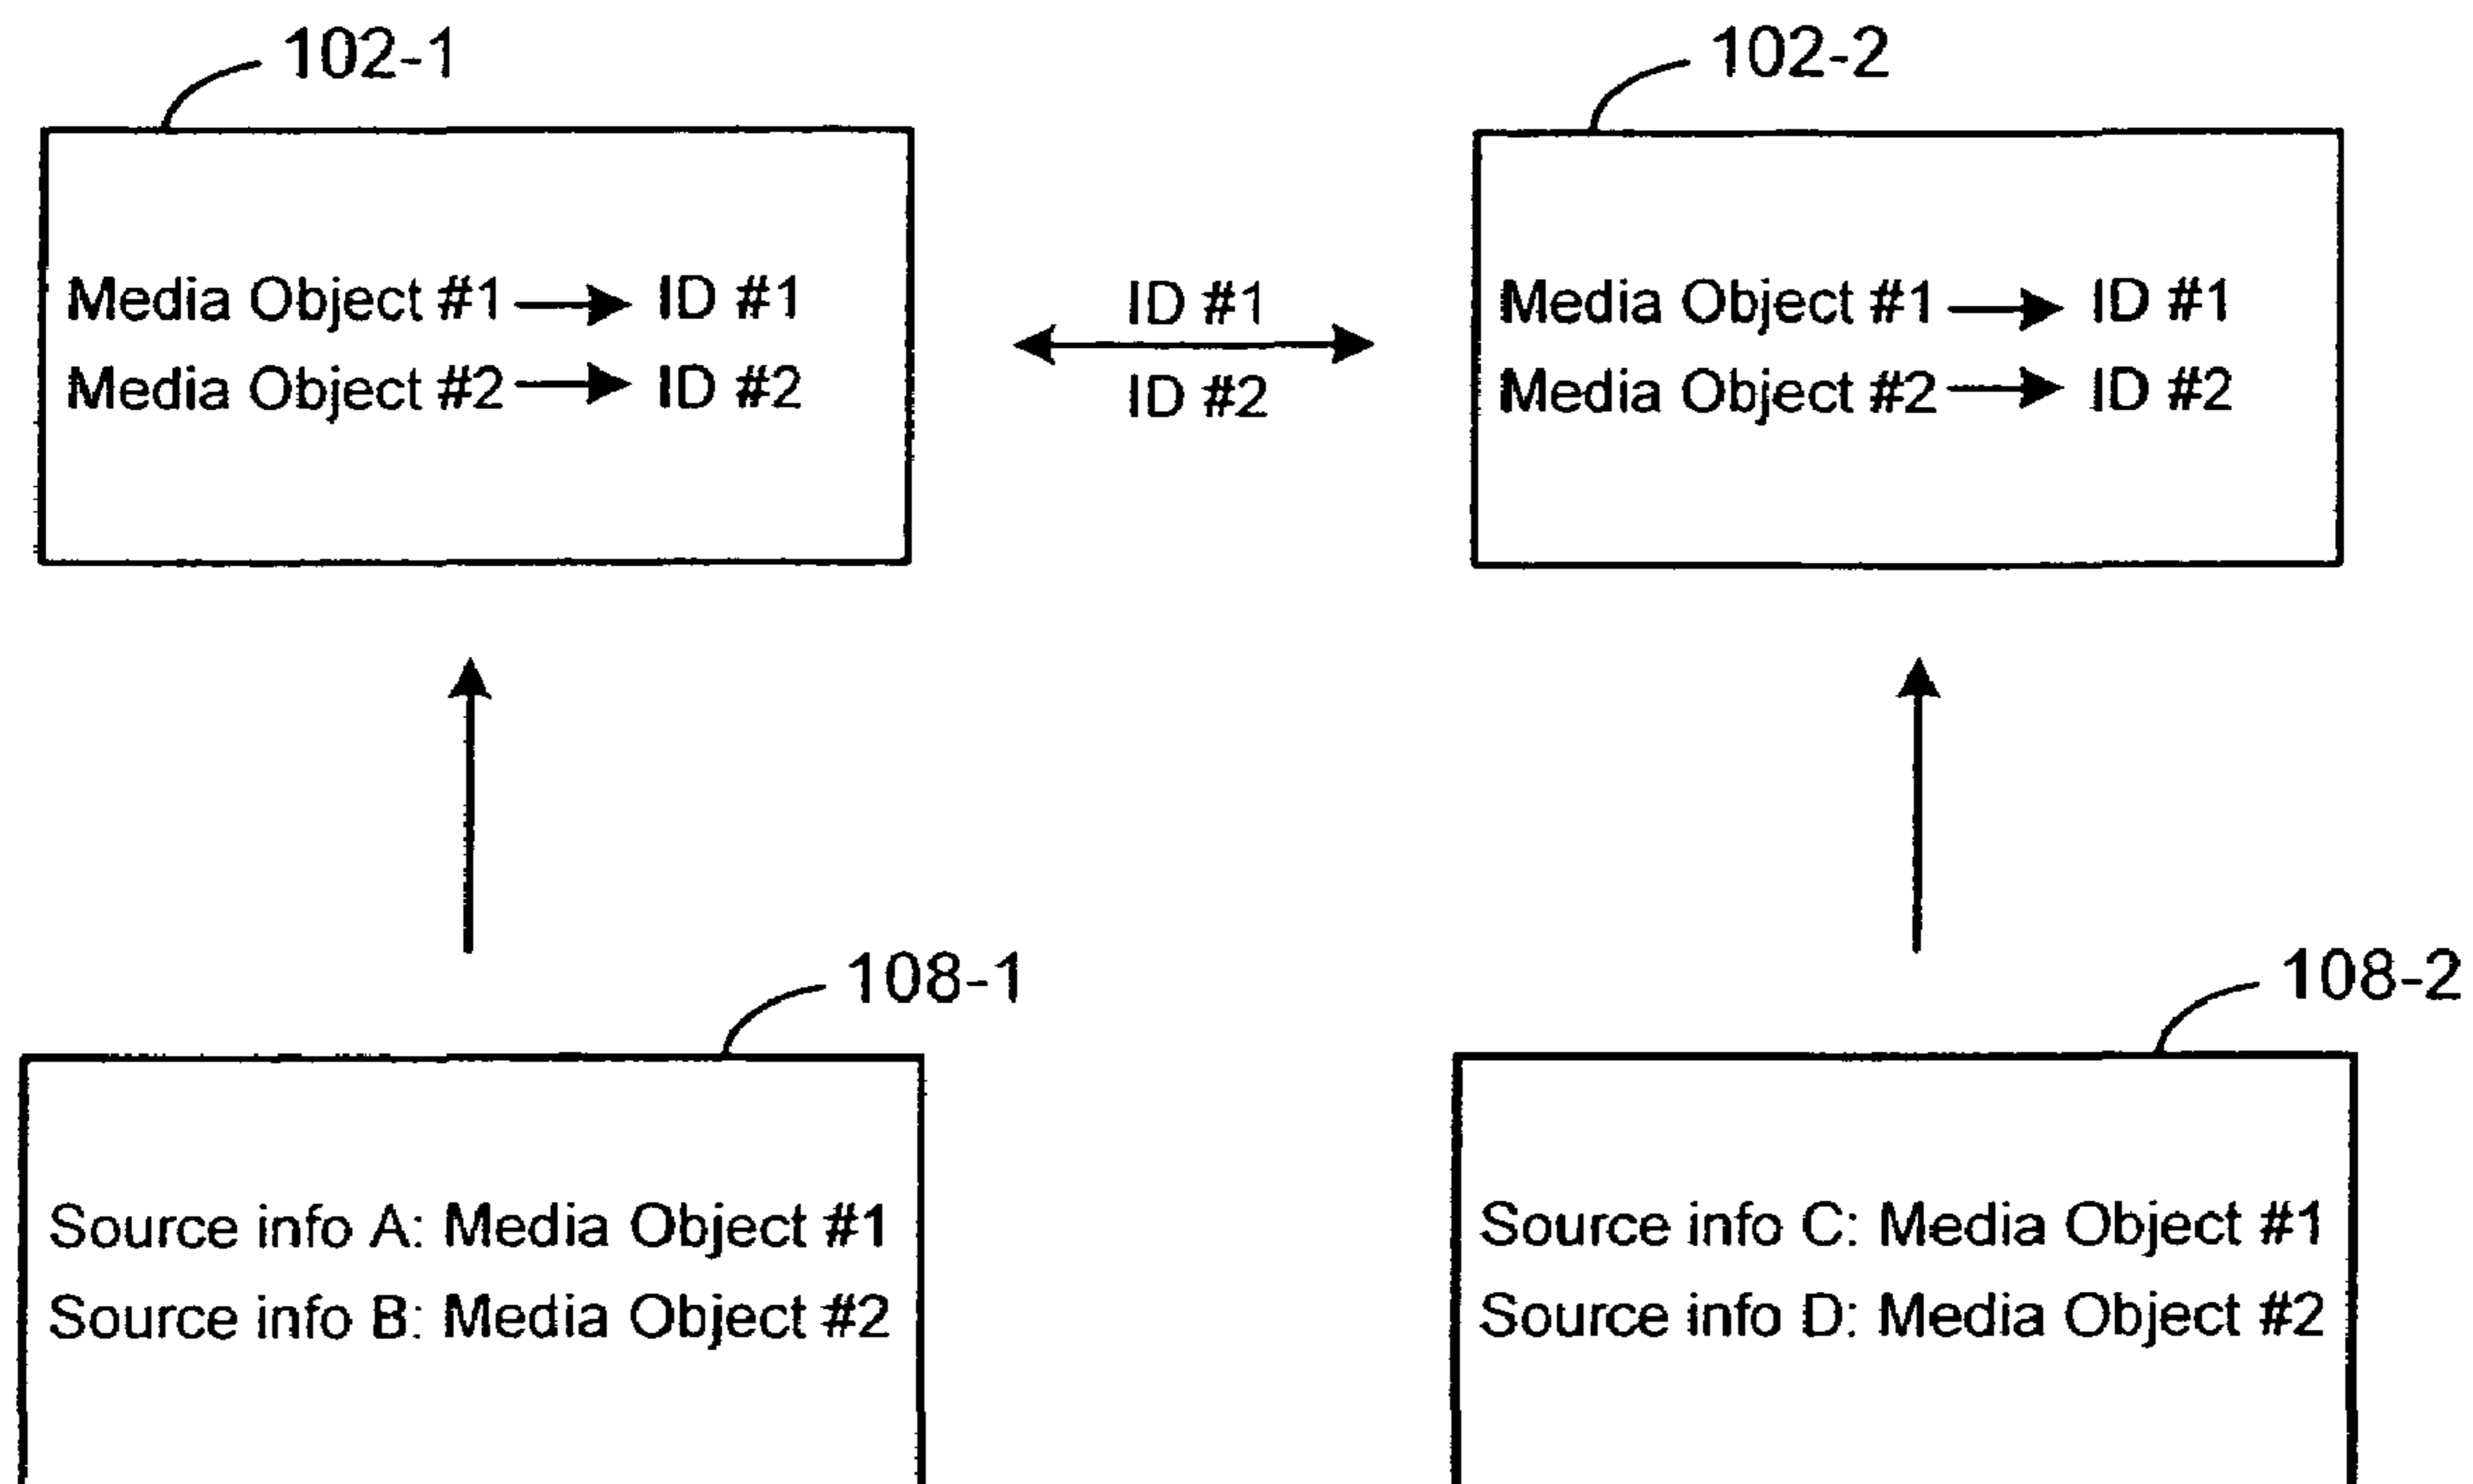 102-1
102-2
Media Object #1 ID #1
Media Object #2 ID #2
ID #1
ID #2
Media Object #1 ID #1
Media Object #2 ID #2
108-1
108-2
Source info A: Media Object #1
Source info B: Media Object #2
Source info C: Media Object #1
Source info D: Media Object #2